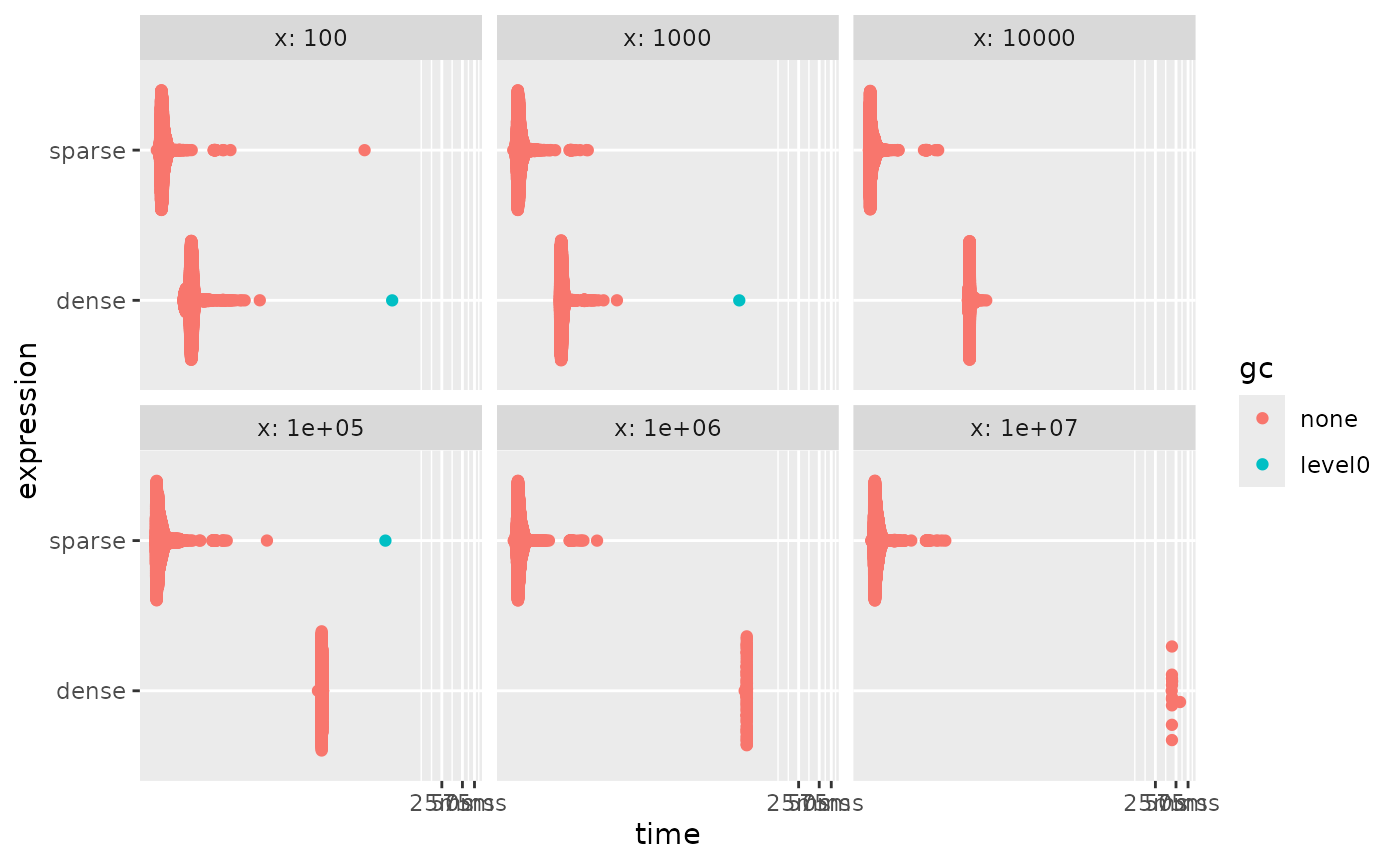 x: 100
x: 1000
x: 10000
sparse
dense
x: 1e+05
x: 1e+06
x: 1e+07
sparse
dense
expression
time
gc
none
level0